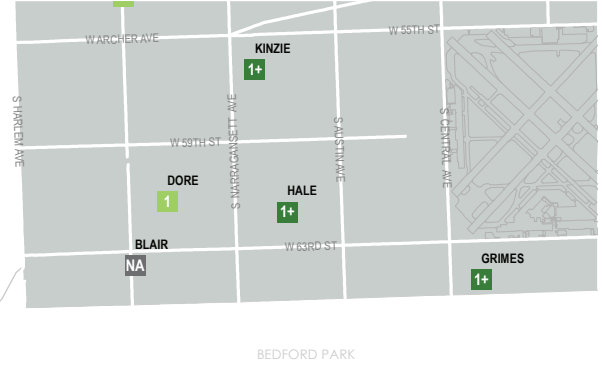 W 55TH ST
W ARCHER AVE
KINZIE
1+
S HARLEM AVE
S NARRAGANSETT AVE
S AUSTIN AVE
S CENTRAL AVE
W 59TH ST
DORE
1
HALE
1+
BLAIR
NA
W 63RD ST
GRIMES
1+
BEDFORD PARK